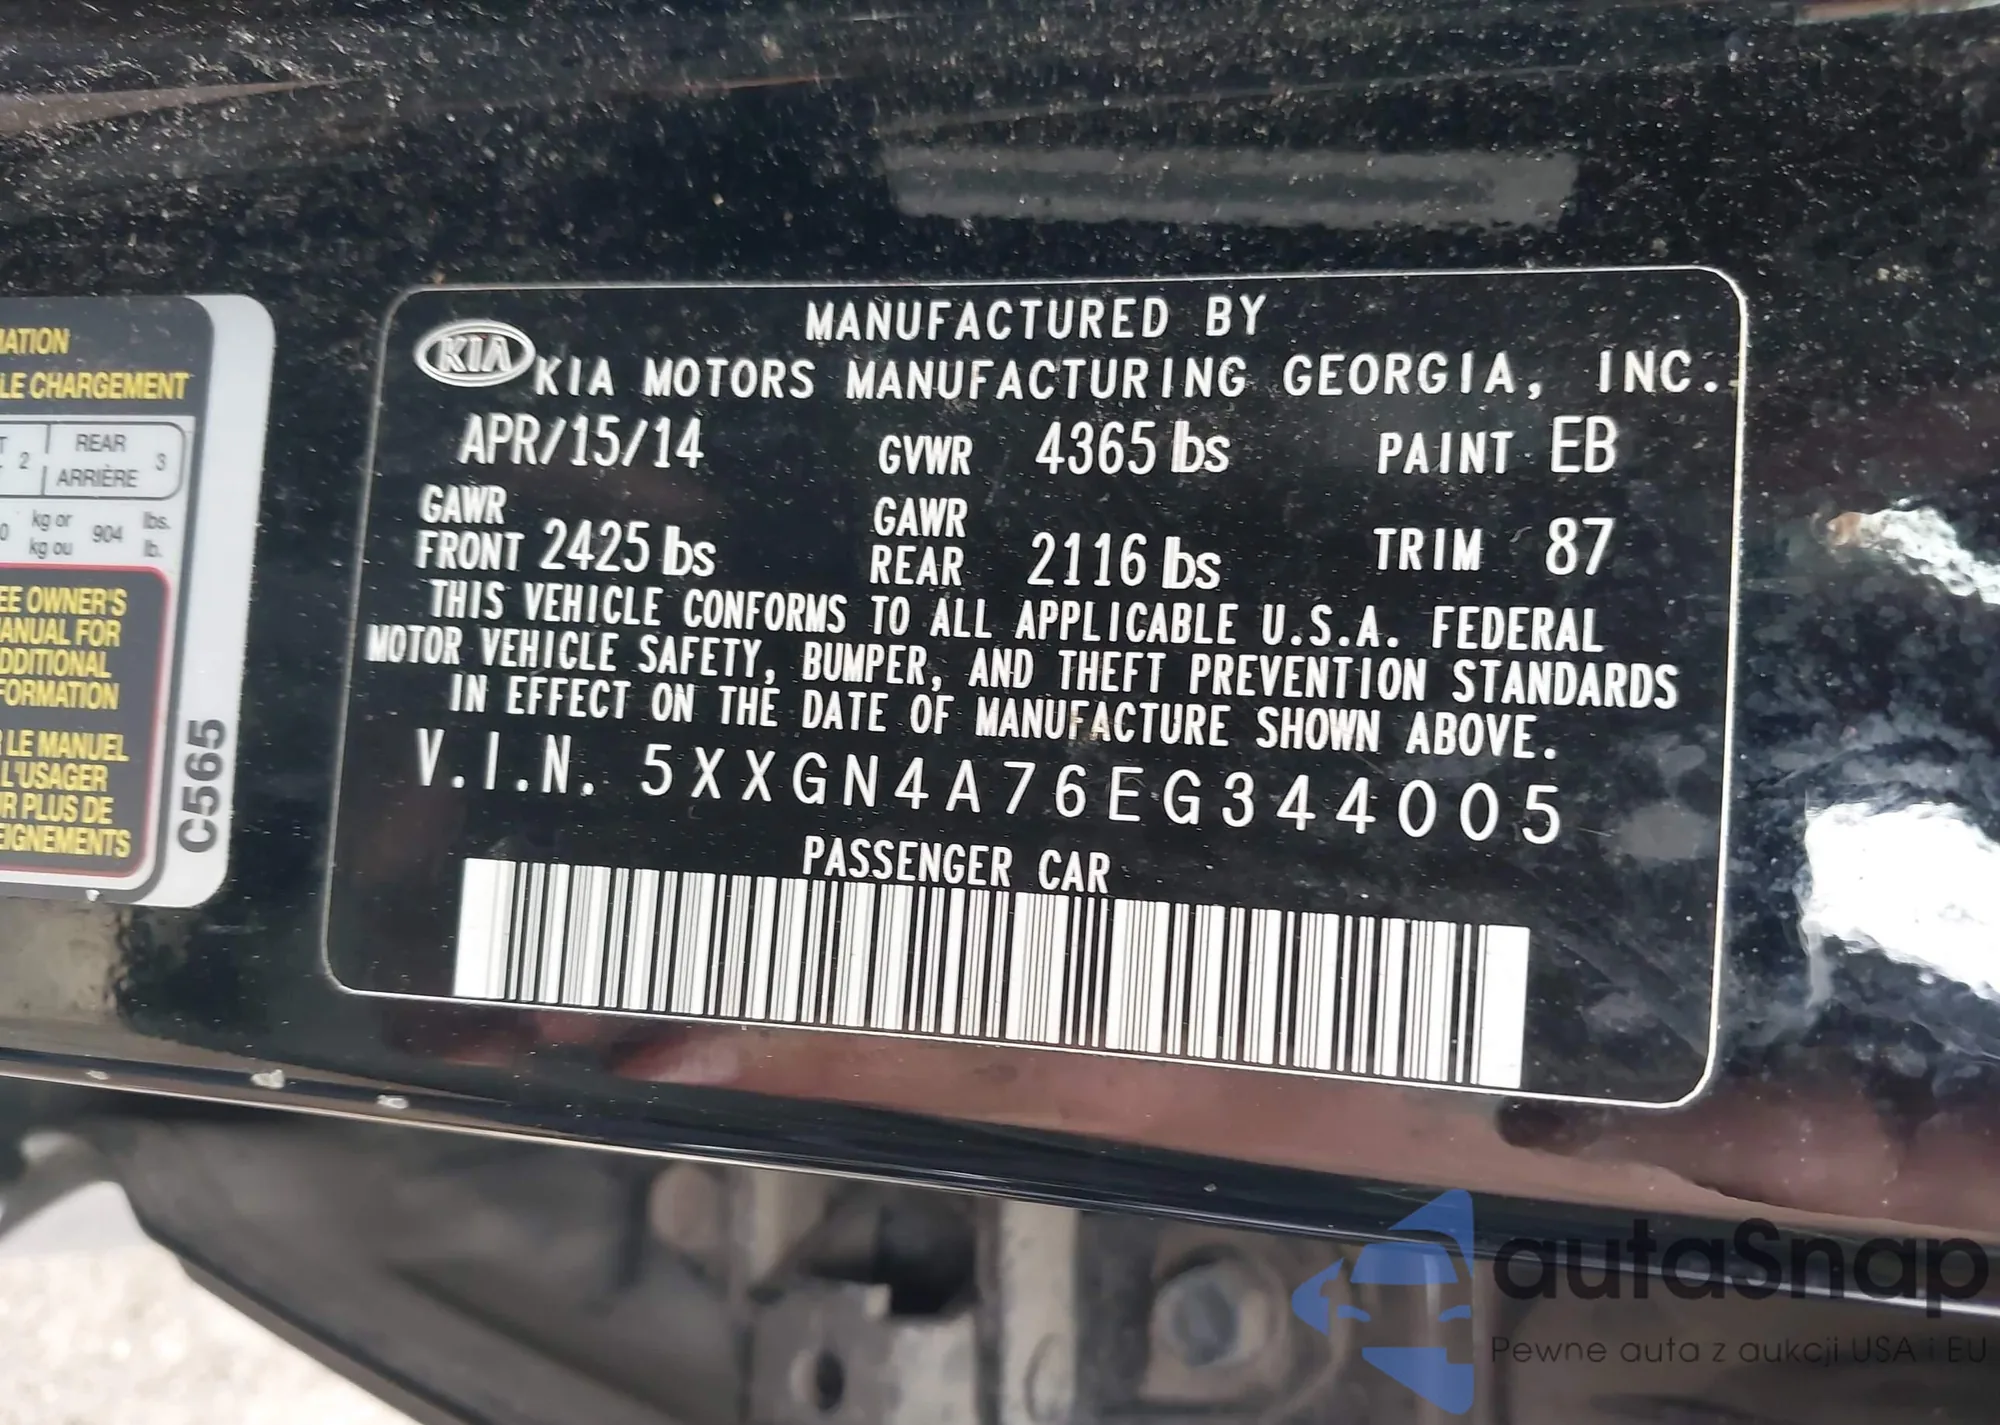 MATION
LE CHARGEMENT
T 2 REAR 3
ARRIÈRE
0 kg or 904 lbs.
kg ou lb.
EE OWNER'S
ANUAL FOR
DDITIONAL
FORMATION
R LE MANUEL
L'USAGER
UR PLUS DE
EIGNEMENTS
C565
MANUFACTURED BY
KIA KIA MOTORS MANUFACTURING GEORGIA, INC.
APR/15/14 GVWR 4365 lbs PAINT EB
GAWR FRONT 2425 lbs GAWR REAR 2116 lbs TRIM 87
THIS VEHICLE CONFORMS TO ALL APPLICABLE U.S.A. FEDERAL
MOTOR VEHICLE SAFETY, BUMPER, AND THEFT PREVENTION STANDARDS
IN EFFECT ON THE DATE OF MANUFACTURE SHOWN ABOVE.
V.I.N. 5XXGN4A76EG344005
PASSENGER CAR
autaSnap
Pewne auta z aukcji USA i EU